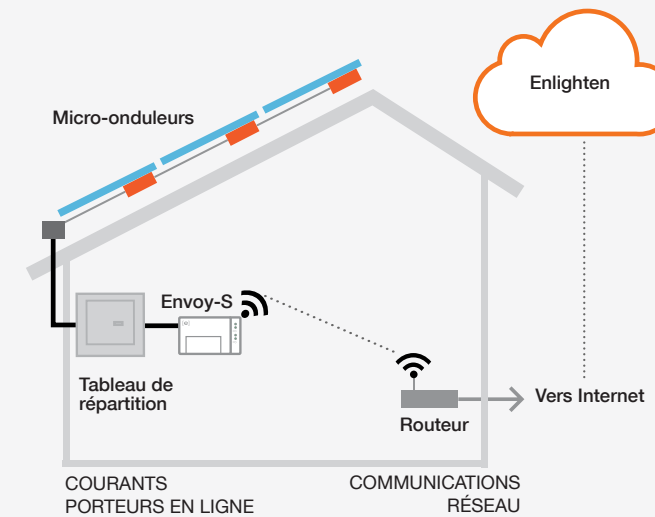 Enlighten
Micro-onduleurs
Envoy-S
Tableau de
répartition
Vers Internet
Routeur
COURANTS
PORTEURS EN LIGNE
COMMUNICATIONS
RÉSEAU